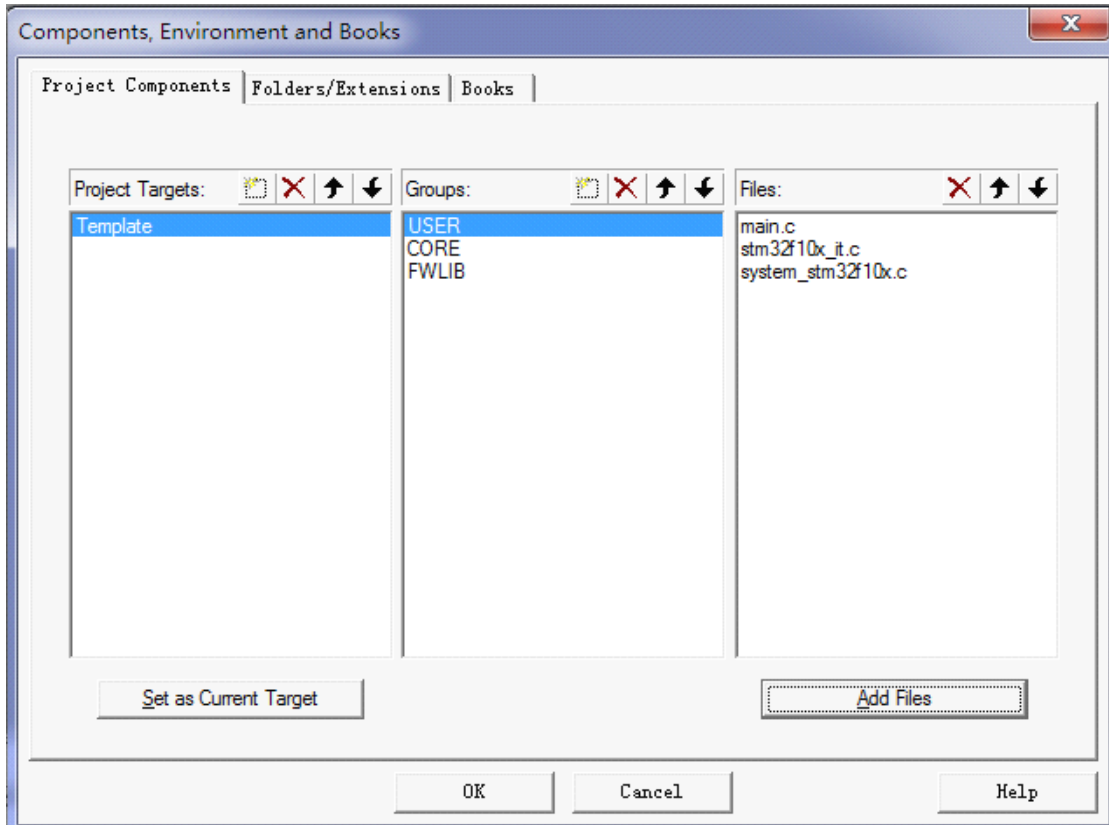 Components, Environment and Books
Project Components Folders/Extensions Books
Project Targets: Groups: Files:
Template USER main.c
CORE stm32f10x_it.c
FWLIB system_stm32f10x.c
Set as Current Target Add Files
OK Cancel Help